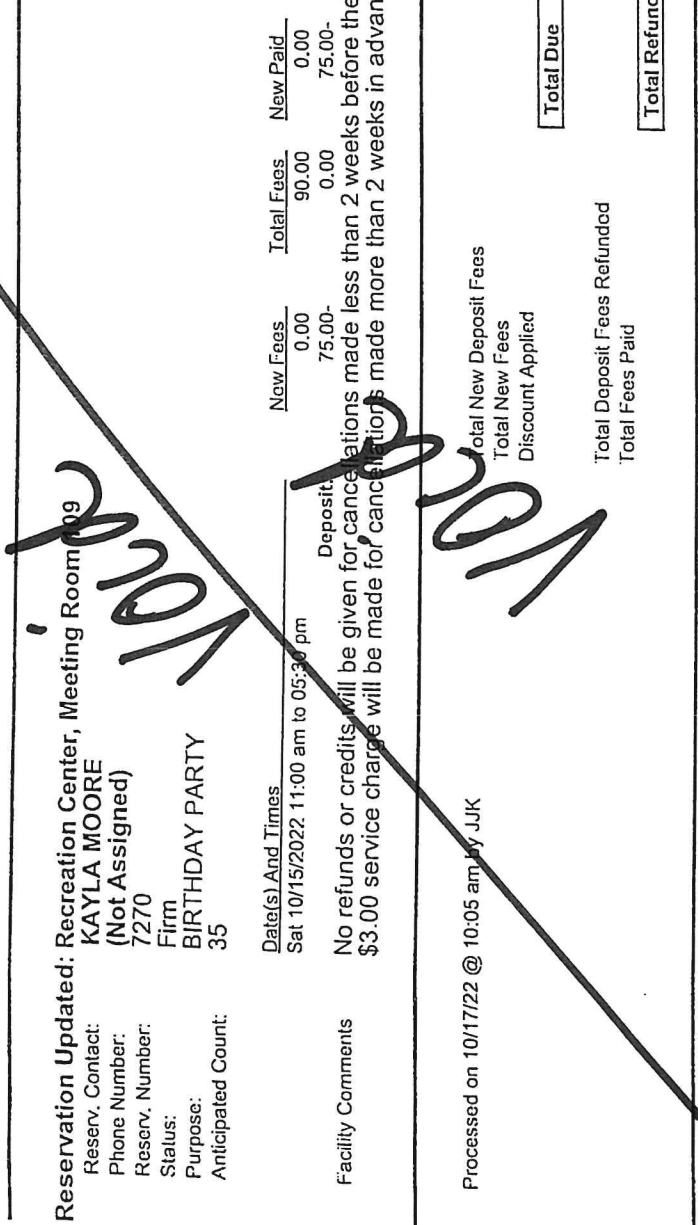 Reservation Updated: Recreation Center, Meeting Room 109
Reserv. Contact: KAYLA MOORE
Phone Number: (Not Assigned)
Reserv. Number: 7270
Status: Firm
Purpose: BIRTHDAY PARTY
Anticipated Count: 35
Void
Date(s) And Times New Fees Total Fees New Paid
Sat 10/15/2022 11:00 am to 05:30 pm 0.00 90.00 0.00
Deposit: 75.00- 0.00 75.00-
Facility Comments No refunds or credits will be given for cancellations made less than 2 weeks before the
$3.00 service charge will be made for cancellations made more than 2 weeks in advan
Void
Processed on 10/17/22 @ 10:05 am by JJK
Total New Deposit Fees
Total New Fees
Discount Applied
Total Due
Total Deposit Fees Refunded
Total Fees Paid
Total Refund